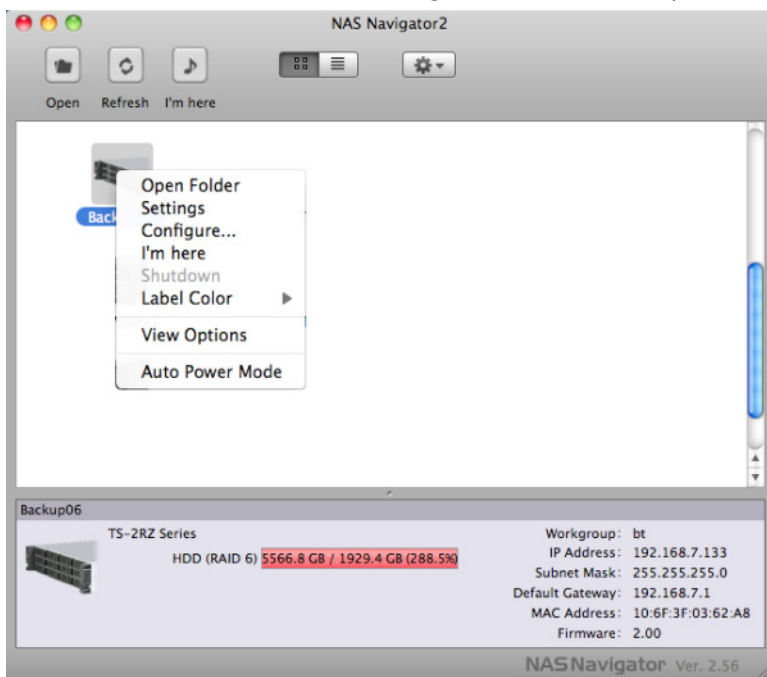 NAS Navigator2
Open Refresh I'm here
Open Folder
Back
Settings
Configure...
I'm here
Shutdown
Label Color
View Options
Auto Power Mode
Backup06
TS-2RZ Series
HDD (RAID 6) 5566.8 GB / 1929.4 GB (288.5%)
Workgroup: bt
IP Address: 192.168.7.133
Subnet Mask: 255.255.255.0
Default Gateway: 192.168.7.1
MAC Address: 10:6F:3F:03:62:A8
Firmware: 2.00
NAS Navigator Ver. 2.56